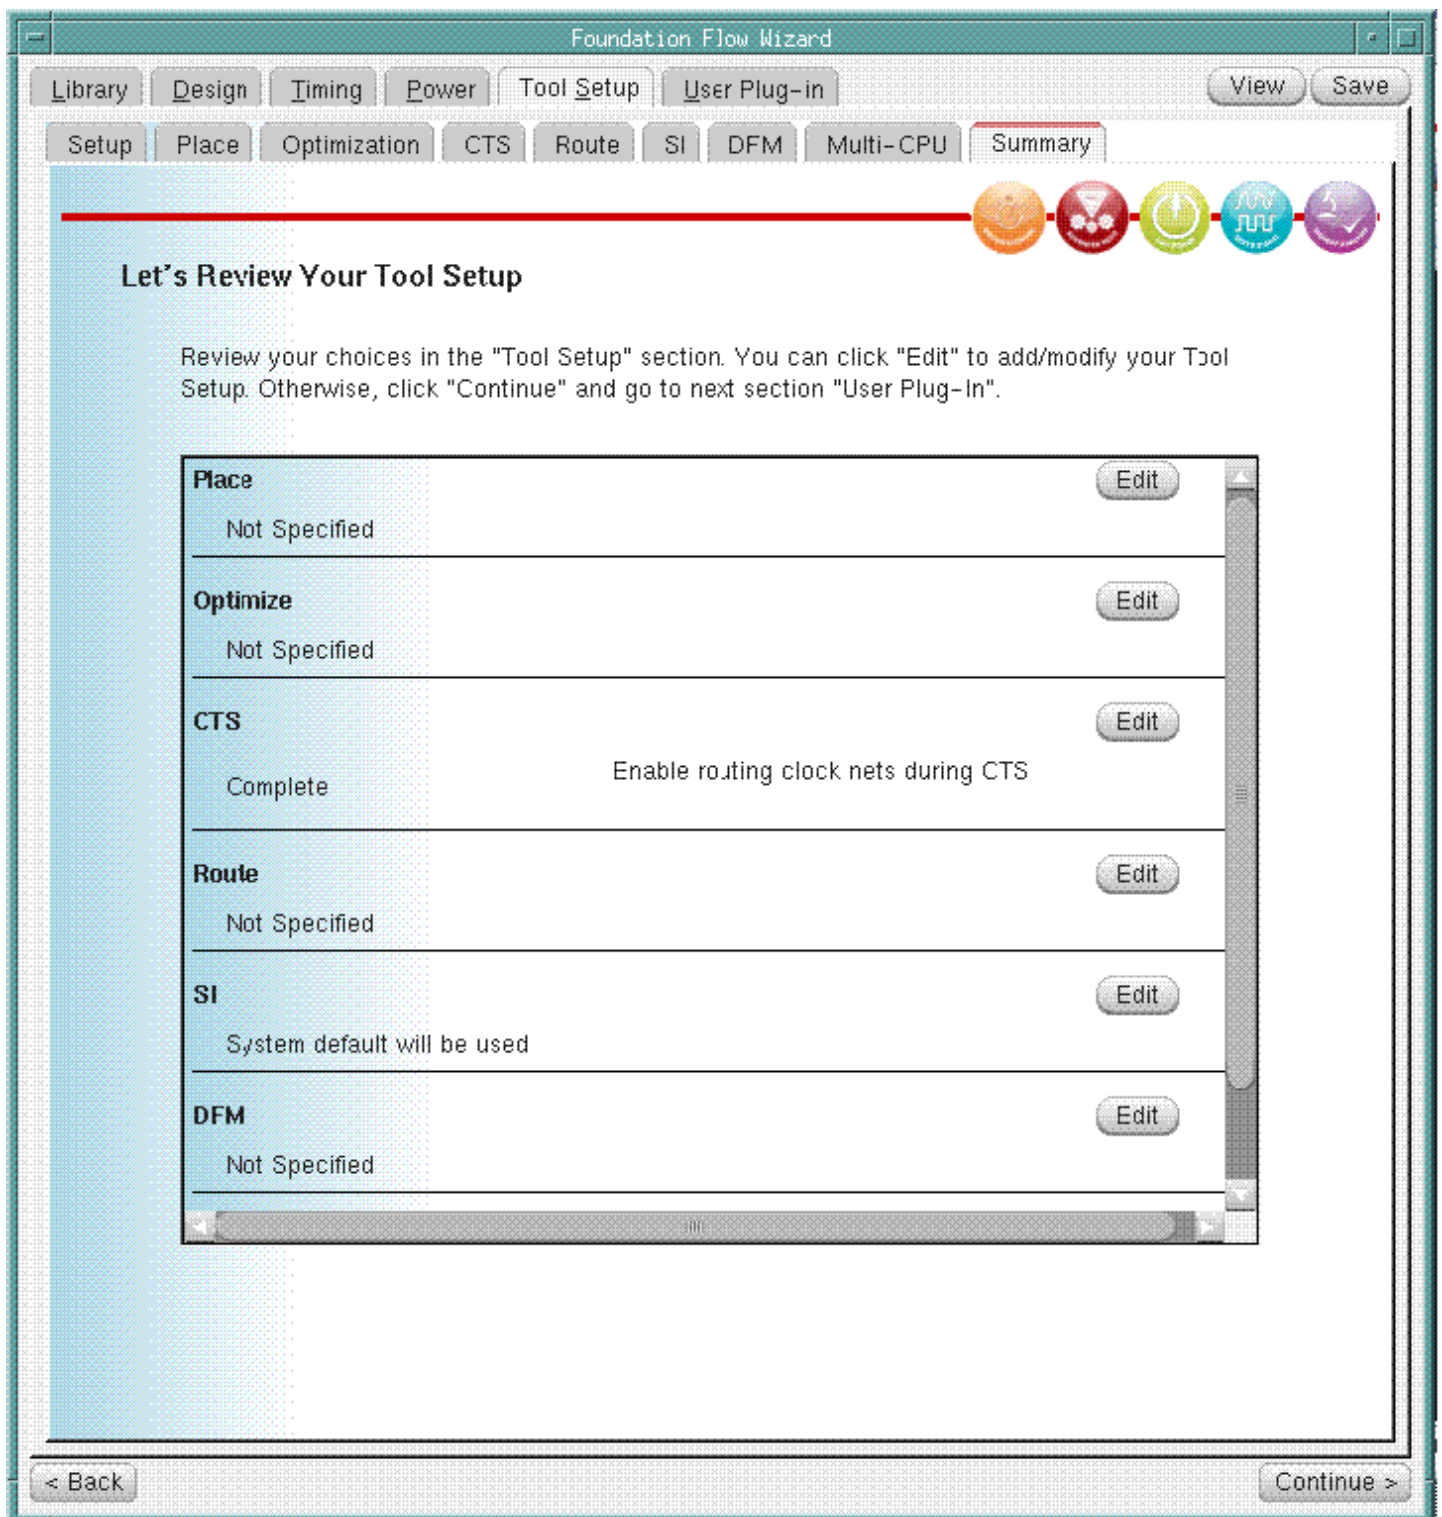 Foundation Flow Wizard
Library Design Timing Power Tool Setup User Plug-in View Save
Setup Place Optimization CTS Route SI DFM Multi-CPU Summary
Let's Review Your Tool Setup
Review your choices in the "Tool Setup" section. You can click "Edit" to add/modify your Tool
Setup. Otherwise, click "Continue" and go to next section "User Plug-In".
Place Edit
Not Specified
Optimize Edit
Not Specified
CTS Edit
Enable routing clock nets during CTS
Complete
Route Edit
Not Specified
SI Edit
System default will be used
DFM Edit
Not Specified
< Back Continue >